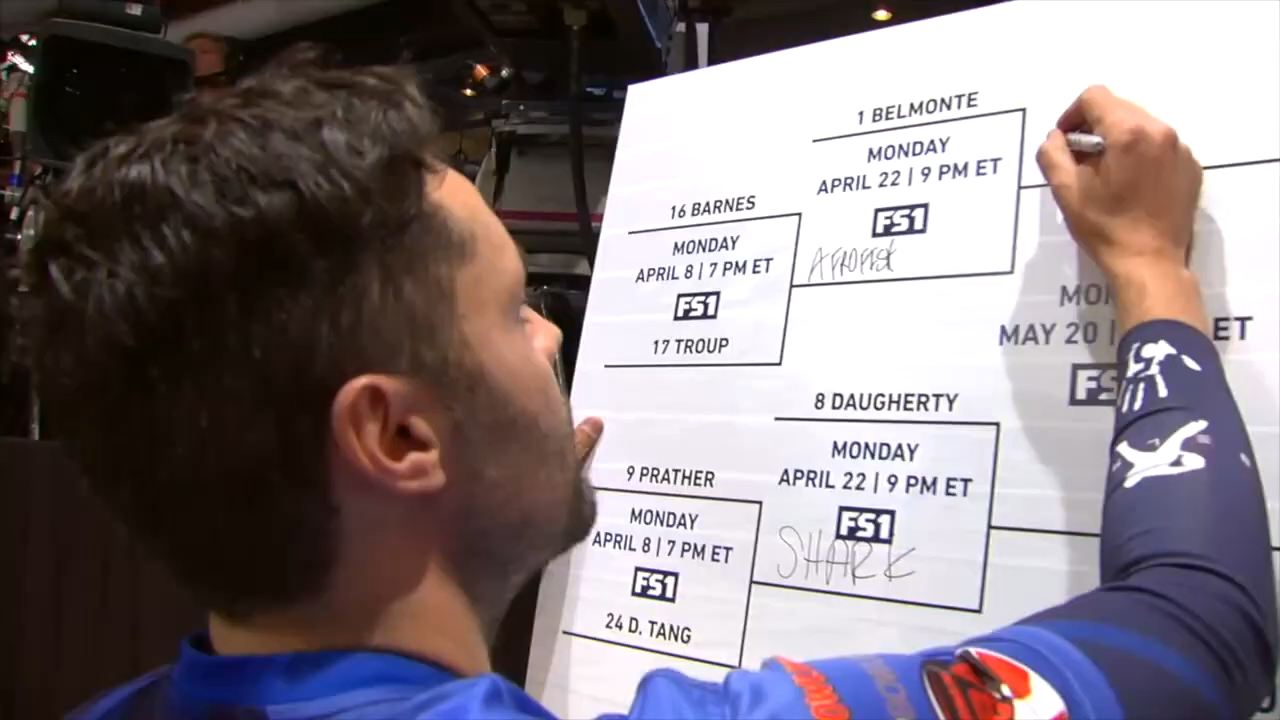 1 BELMONTE
MONDAY
APRIL 22 | 9 PM ET
FS1
AFROFISK
16 BARNES
MONDAY
APRIL 8 | 7 PM ET
FS1
17 TROUP
MAY 20 | ET
8 DAUGHERTY
MONDAY
APRIL 22 | 9 PM ET
FS1
SHARK
9 PRATHER
MONDAY
APRIL 8 | 7 PM ET
FS1
24 D. TANG